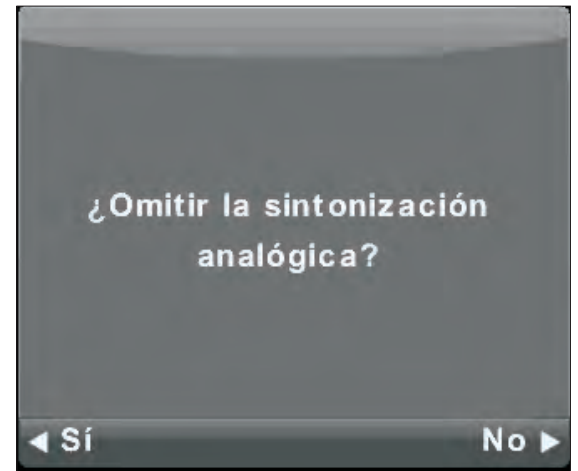 ¿Omitir la sintonización
analógica?
◀ Sí No ▶